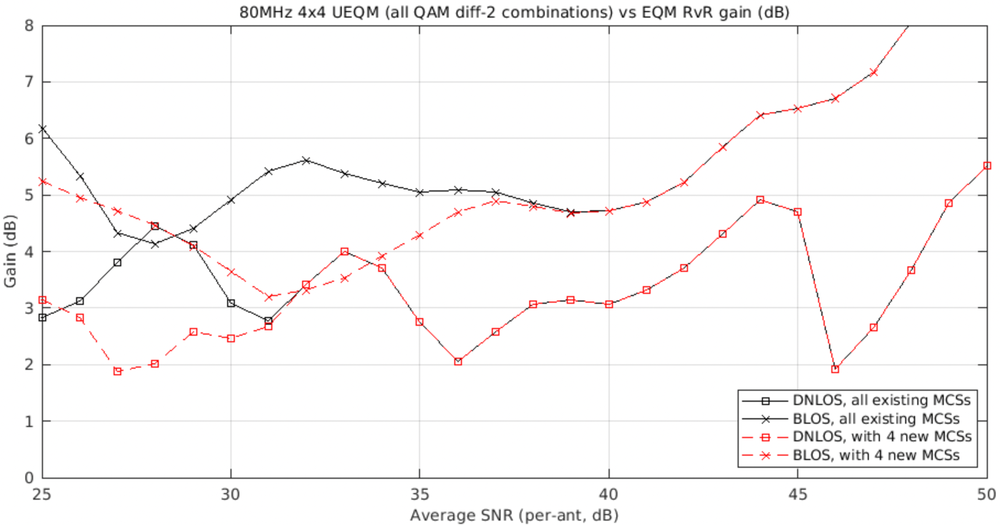 80MHz 4x4 UEQM (all QAM diff-2 combinations) vs EQM RvR gain (dB)
8
7
6
5
4
3
2
1
0
Gain (dB)
DNLOS, all existing MCSs
BLOS, all existing MCSs
DNLOS, with 4 new MCSs
BLOS, with 4 new MCSs
25 30 35 40 45 50
Average SNR (per-ant, dB)